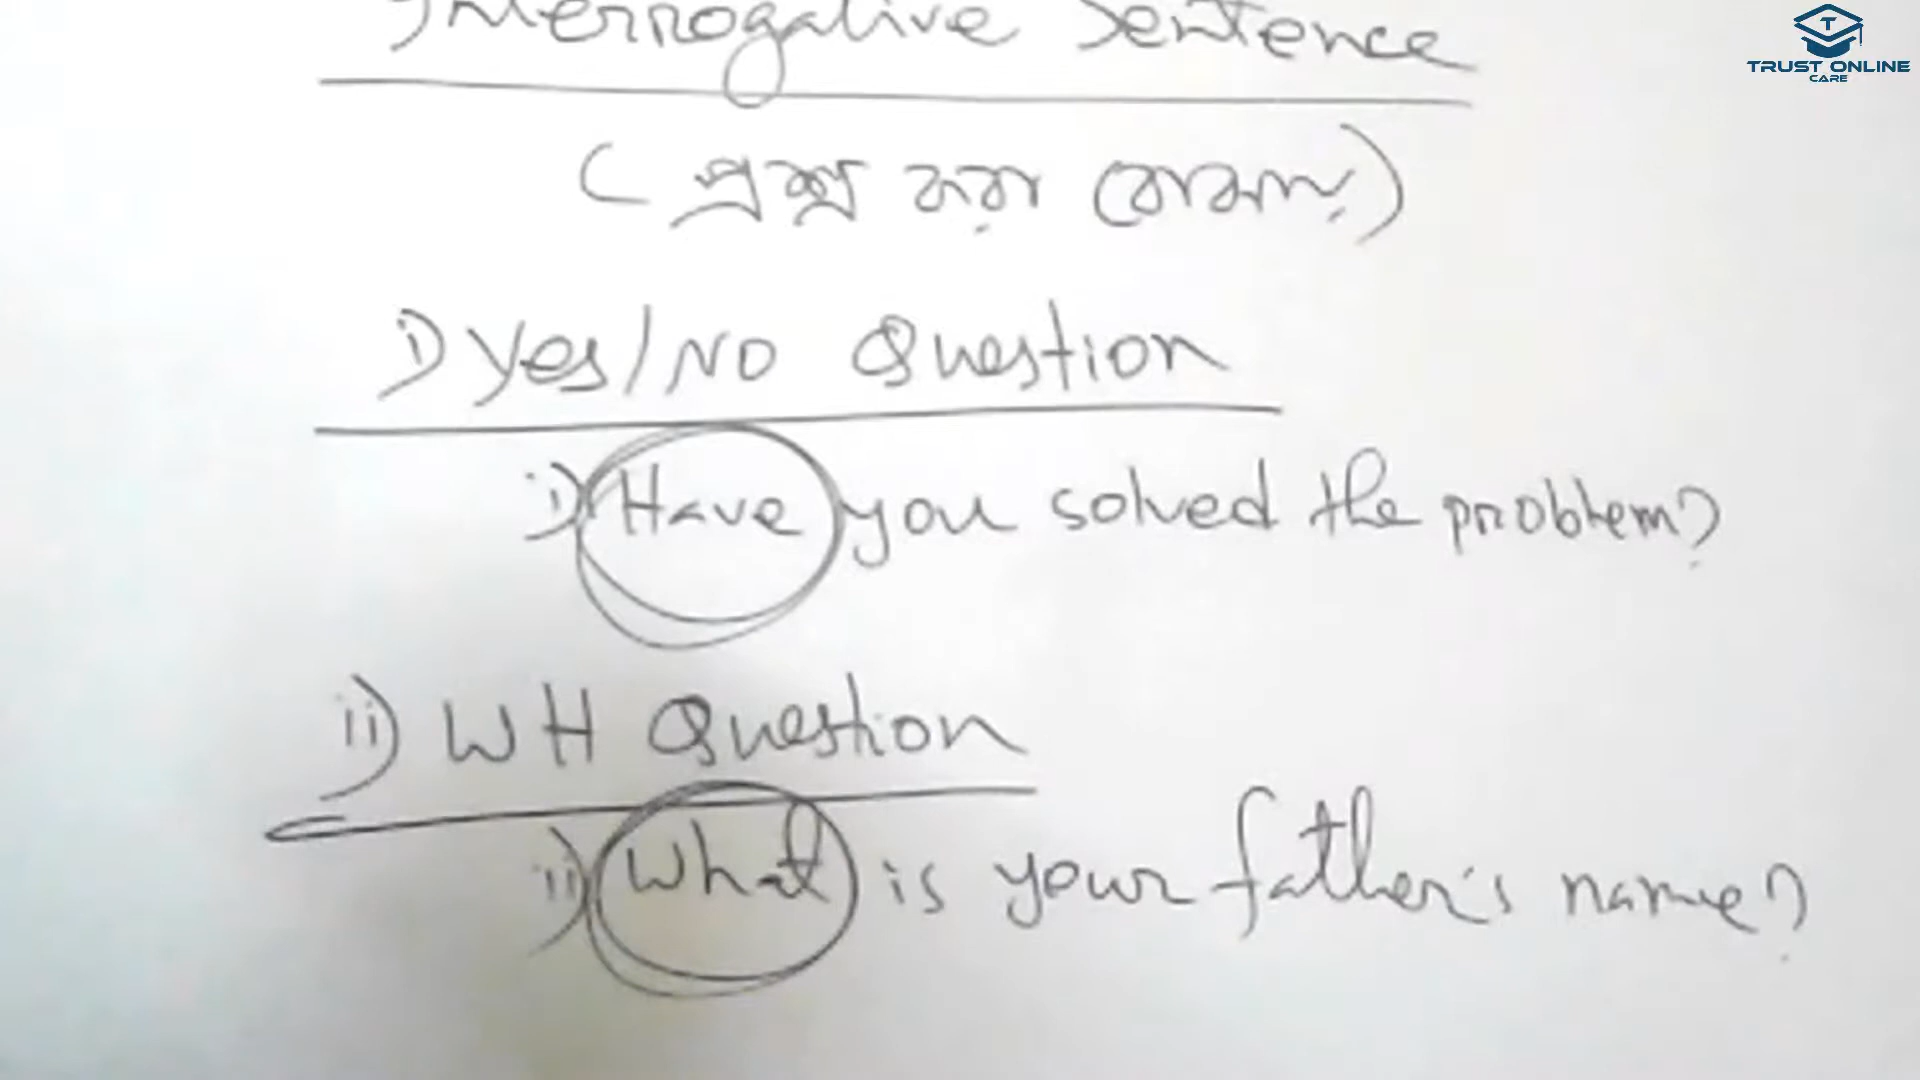 Interrogative Sentence
(প্রশ্ন করা বোঝায়)
i) Yes/NO Question
i) Have you solved the problem?
ii) WH Question
ii) What is your father's name?
TRUST ONLINE
CARE